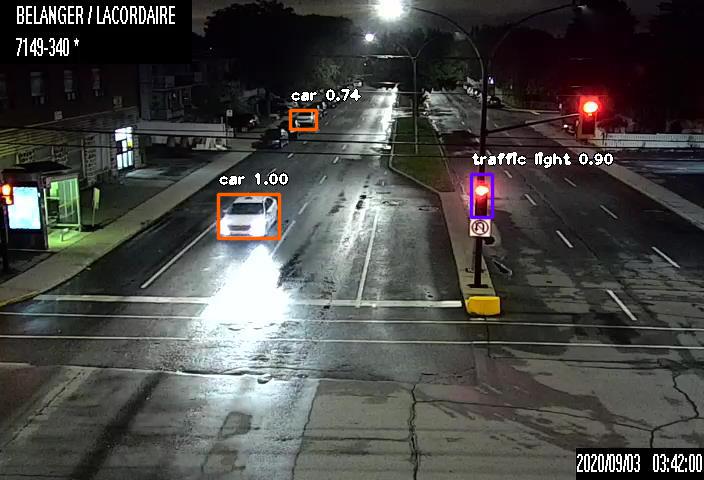 BELANGER / LACORDAIRE
7149-340 *
car 0.74
traffic light 0.90
car 1.00
2020/09/03 03:42:00